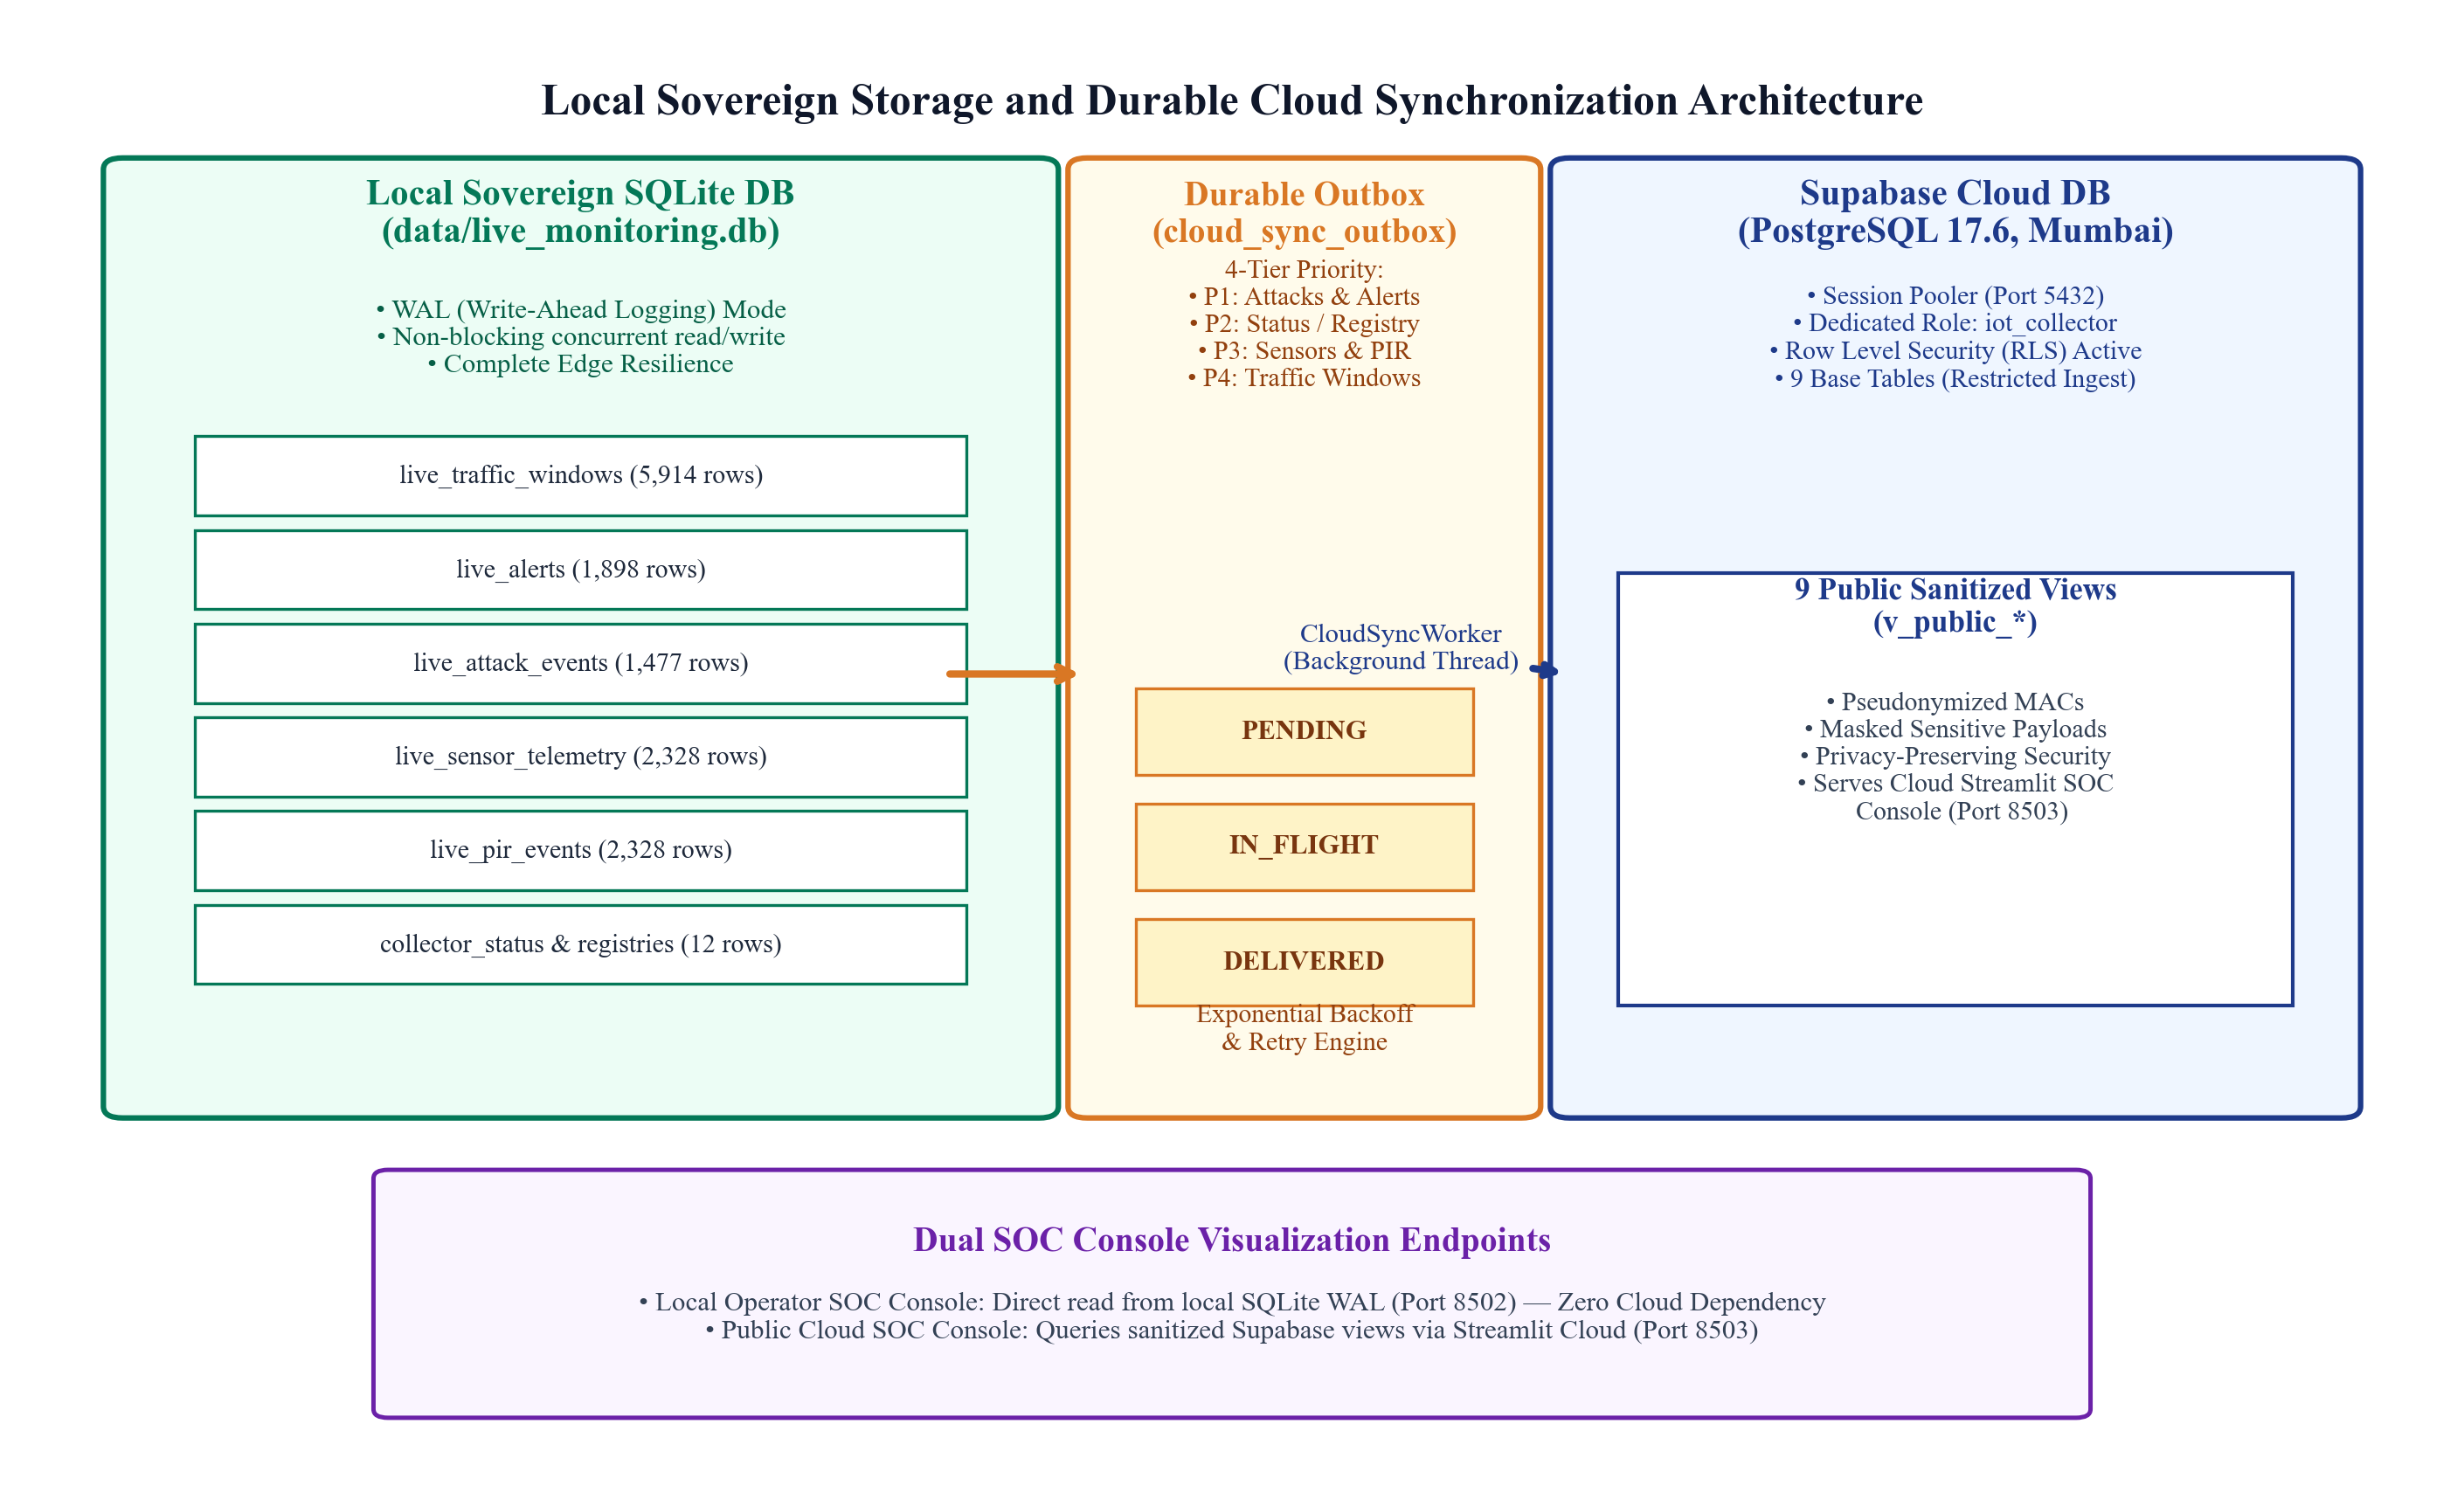 Local Sovereign Storage and Durable Cloud Synchronization Architecture
Local Sovereign SQLite DB
(data/live_monitoring.db)
• WAL (Write-Ahead Logging) Mode
• Non-blocking concurrent read/write
• Complete Edge Resilience
live_traffic_windows (5,914 rows)
live_alerts (1,898 rows)
live_attack_events (1,477 rows)
live_sensor_telemetry (2,328 rows)
live_pir_events (2,328 rows)
collector_status & registries (12 rows)
Durable Outbox
(cloud_sync_outbox)
4-Tier Priority:
• P1: Attacks & Alerts
• P2: Status / Registry
• P3: Sensors & PIR
• P4: Traffic Windows
CloudSyncWorker
(Background Thread)
PENDING
IN_FLIGHT
DELIVERED
Exponential Backoff
& Retry Engine
Supabase Cloud DB
(PostgreSQL 17.6, Mumbai)
• Session Pooler (Port 5432)
• Dedicated Role: iot_collector
• Row Level Security (RLS) Active
• 9 Base Tables (Restricted Ingest)
9 Public Sanitized Views
(v_public_*)
• Pseudonymized MACs
• Masked Sensitive Payloads
• Privacy-Preserving Security
• Serves Cloud Streamlit SOC
Console (Port 8503)
Dual SOC Console Visualization Endpoints
• Local Operator SOC Console: Direct read from local SQLite WAL (Port 8502) — Zero Cloud Dependency
• Public Cloud SOC Console: Queries sanitized Supabase views via Streamlit Cloud (Port 8503)